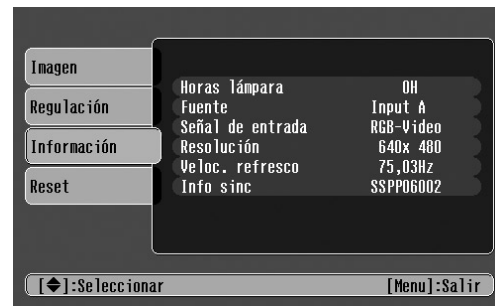 Imagen
Regulación
Información
Reset
Horas lámpara 0H
Fuente Input A
Señal de entrada RGB-Video
Resolución 640x 480
Veloc. refresco 75,03Hz
Info sinc SSPP06002
[◆]:Seleccionar [Menu]:Salir